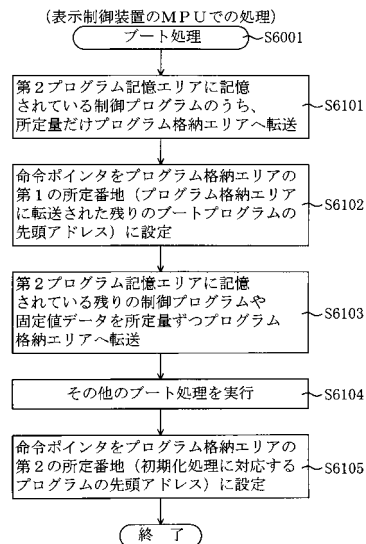 (表示制御装置のMPUでの処理)
ブート処理
S6001
第2プログラム記憶エリアに記憶
されている制御プログラムのうち、
所定量だけプログラム格納エリアへ転送
S6101
命令ポインタをプログラム格納エリアの
第1の所定番地（プログラム格納エリア
に転送された残りのブートプログラムの
先頭アドレス）に設定
S6102
第2プログラム記憶エリアに記憶
されている残りの制御プログラムや
固定値データを所定量ずつプログラム
格納エリアへ転送
S6103
その他のブート処理を実行
S6104
命令ポインタをプログラム格納エリアの
第2の所定番地（初期化処理に対応する
プログラムの先頭アドレス）に設定
S6105
終了